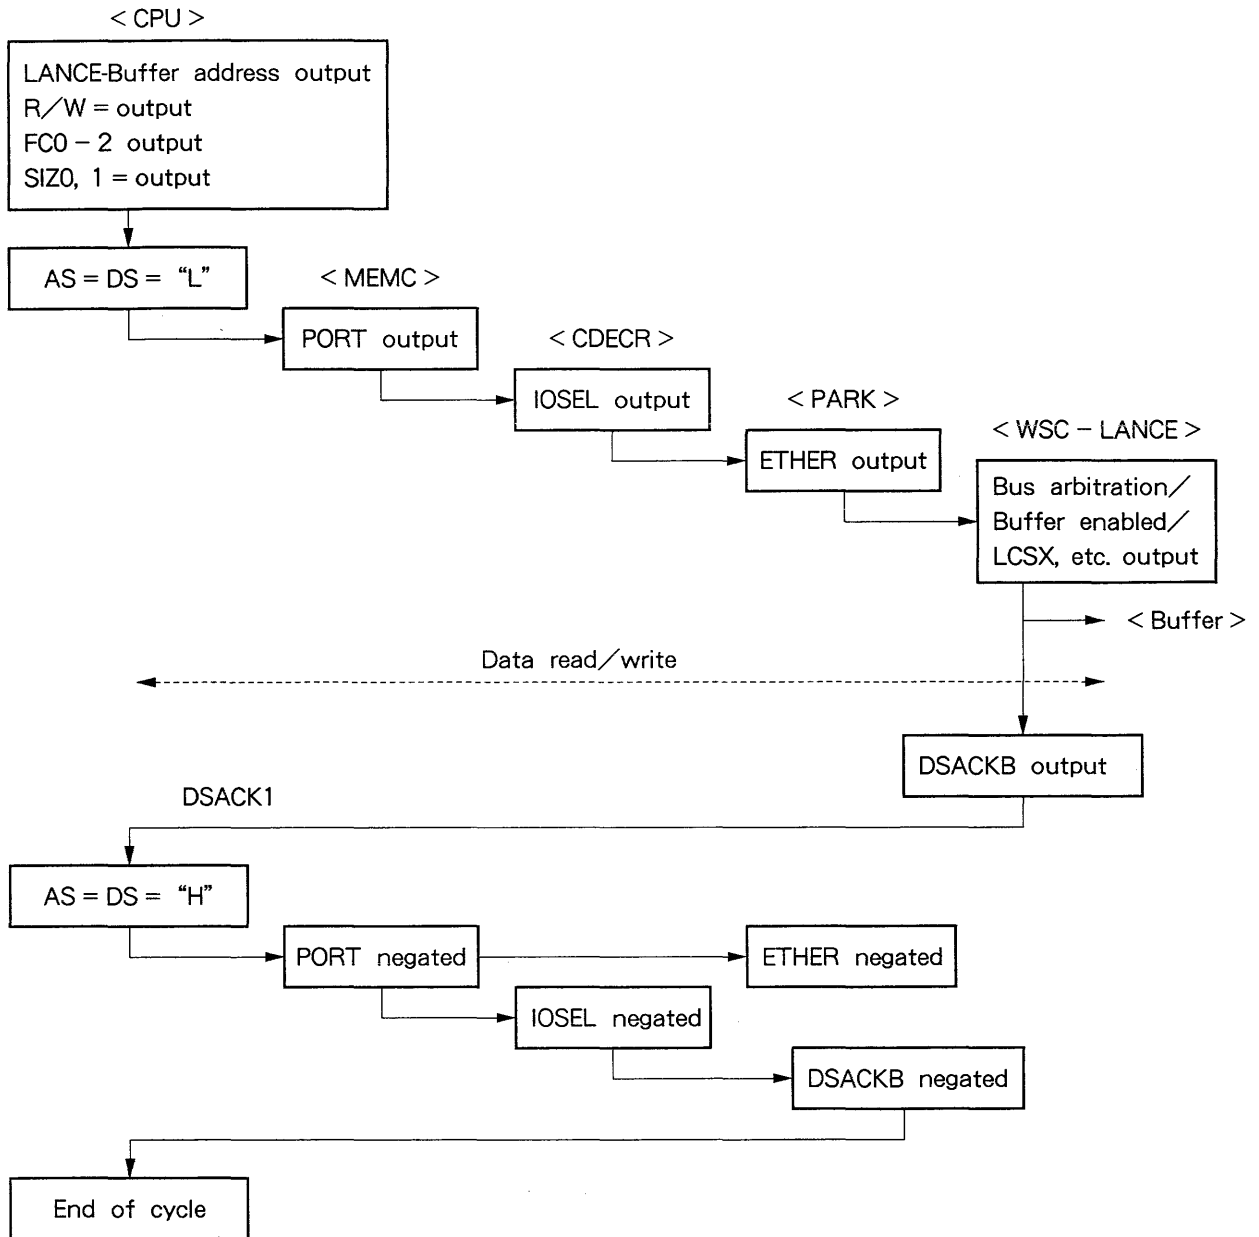 < CPU >
LANCE-Buffer address output
R／W = output
FC0 − 2 output
SIZ0, 1 = output
AS = DS = “L”
< MEMC >
PORT output
< CDECR >
IOSEL output
< PARK >
ETHER output
< WSC − LANCE >
Bus arbitration／
Buffer enabled／
LCSX, etc. output
< Buffer >
Data read／write
DSACKB output
DSACK1
AS = DS = “H”
PORT negated
ETHER negated
IOSEL negated
DSACKB negated
End of cycle